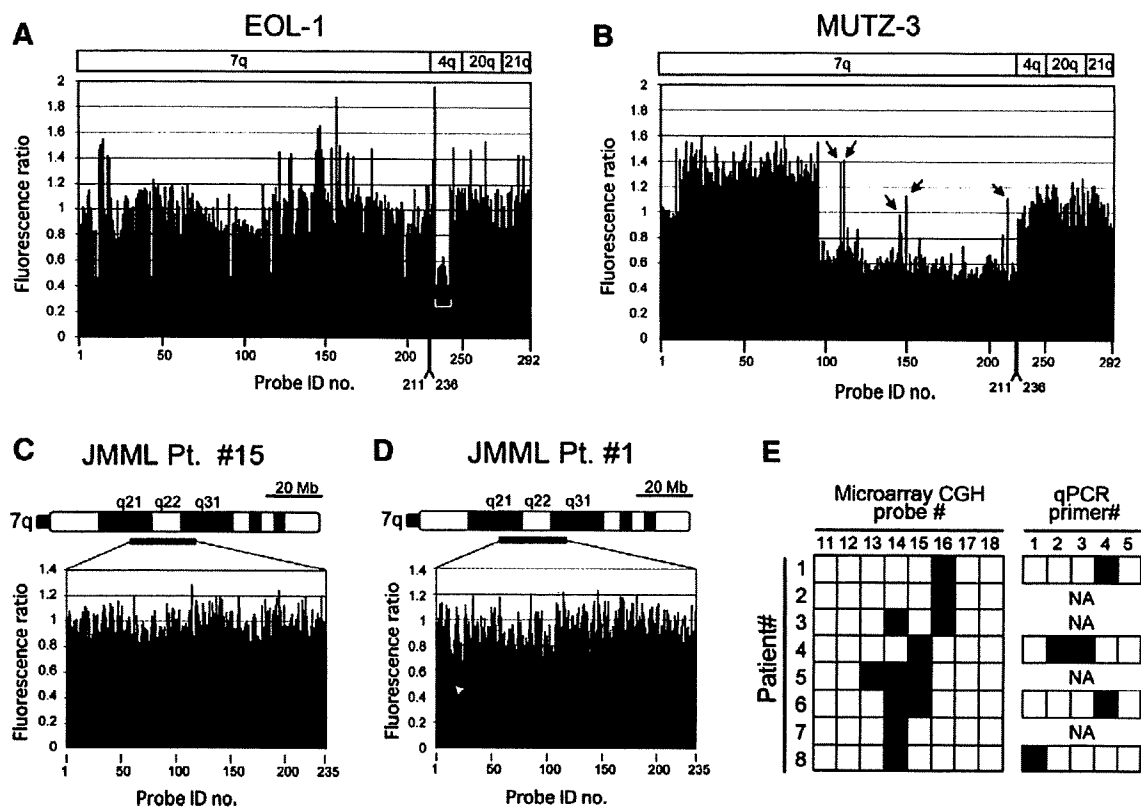 A
EOL-1
7q 4q 20q 21q
Fluorescence ratio
2
1.8
1.6
1.4
1.2
1
0.8
0.6
0.4
0.2
0
1 50 100 150 200 250 292
211 236
Probe ID no.
B
MUTZ-3
7q 4q 20q 21q
Fluorescence ratio
2
1.8
1.6
1.4
1.2
1
0.8
0.6
0.4
0.2
0
1 50 100 150 200 250 292
211 236
Probe ID no.
C
JMML Pt. #15
20 Mb
q21 q22 q31
7q
Fluorescence ratio
1.4
1.2
1
0.8
0.6
0.4
0.2
0
1 50 100 150 200 235
Probe ID no.
D
JMML Pt. #1
20 Mb
q21 q22 q31
7q
Fluorescence ratio
1.4
1.2
1
0.8
0.6
0.4
0.2
0
1 50 100 150 200 235
Probe ID no.
E
Microarray CGH
probe #
11 12 13 14 15 16 17 18
qPCR
primer#
1 2 3 4 5
Patient#
1
2 NA
3 NA
4
5 NA
6
7 NA
8